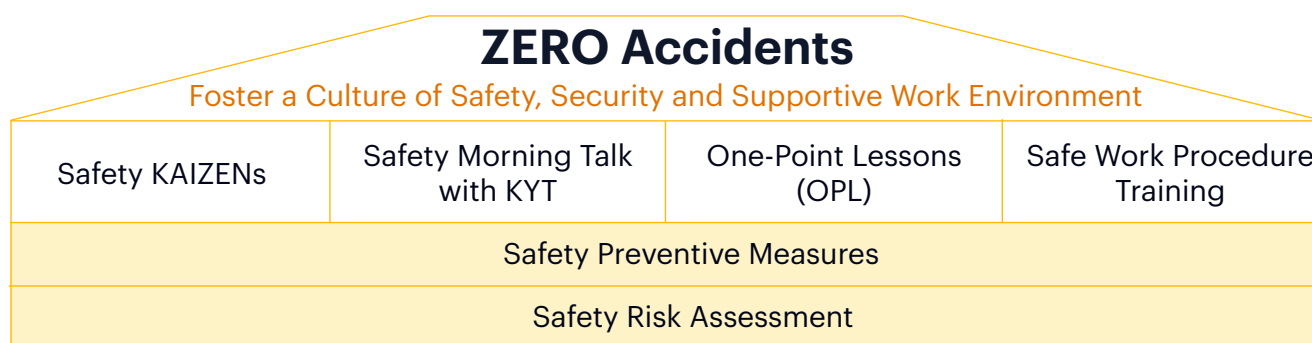 ZERO Accidents
Foster a Culture of Safety, Security and Supportive Work Environment
Safety KAIZENs
Safety Morning Talk
with KYT
One-Point Lessons
(OPL)
Safe Work Procedure
Training
Safety Preventive Measures
Safety Risk Assessment